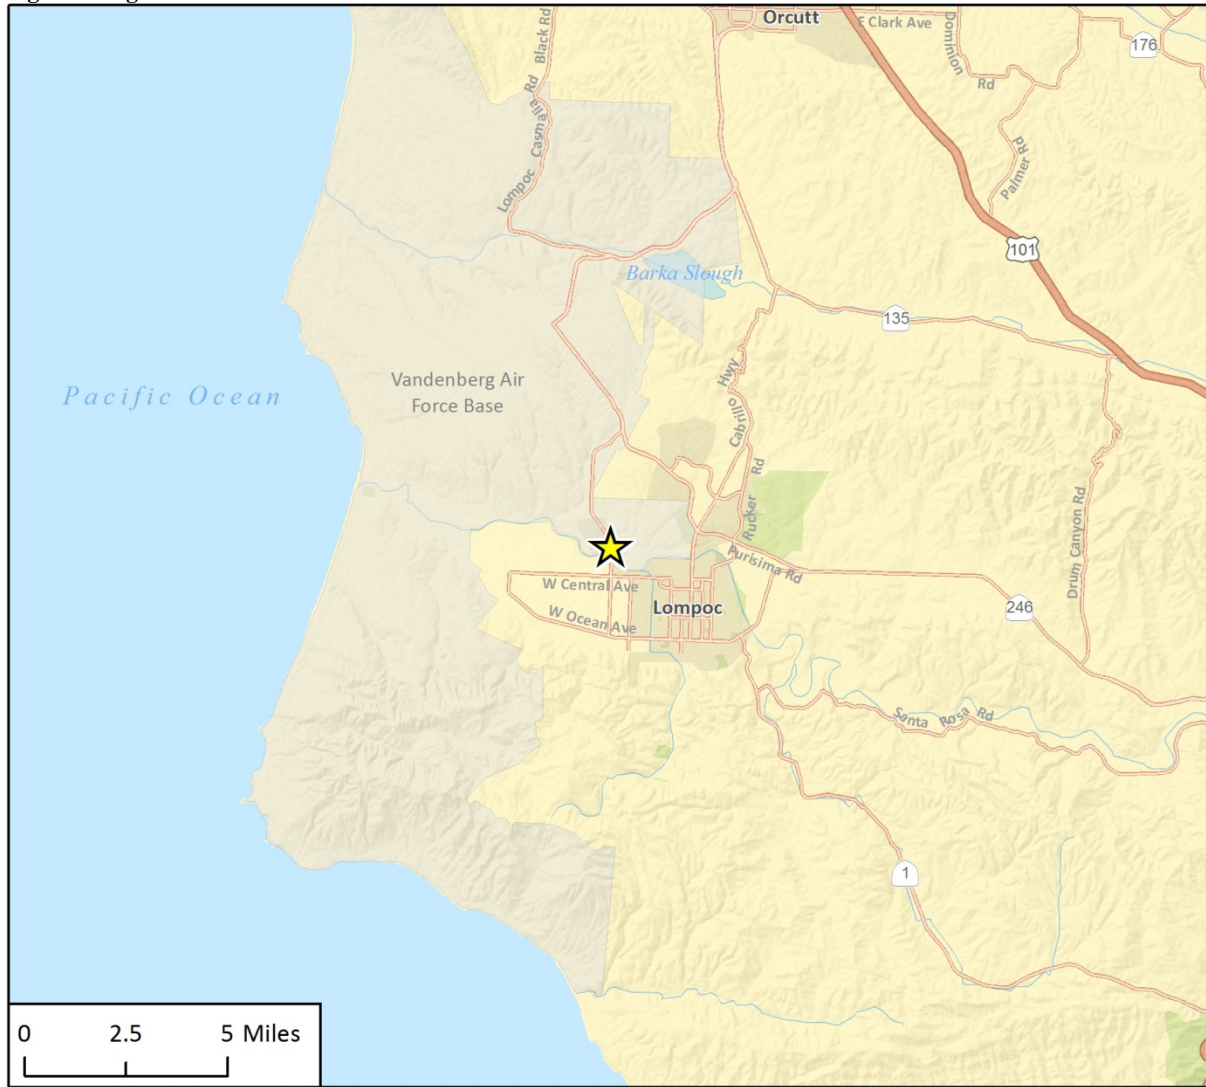 Orcutt
E Clark Ave
Black Rd
Dominion Rd
176
Lompoc Casmalia Rd
Palmer Rd
101
Barka Slough
135
Vandenberg Air
Force Base
Pacific Ocean
Cabrillo Hwy
Rucker Rd
Purisima Rd
Drum Canyon Rd
W Central Ave
Lompoc
246
W Ocean Ave
Santa Rosa Rd
1
0 2.5 5 Miles